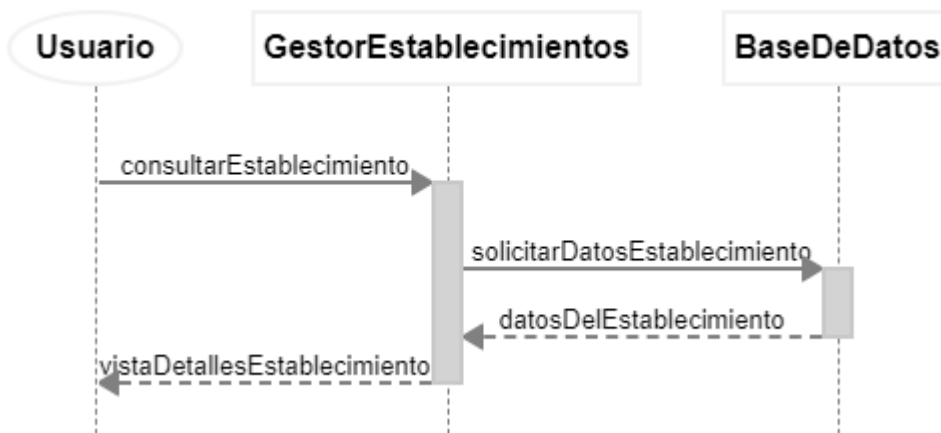 Usuario
GestorEstablecimientos
BaseDeDatos
consultarEstablecimiento
solicitarDatosEstablecimiento
datosDelEstablecimiento
vistaDetallesEstablecimiento